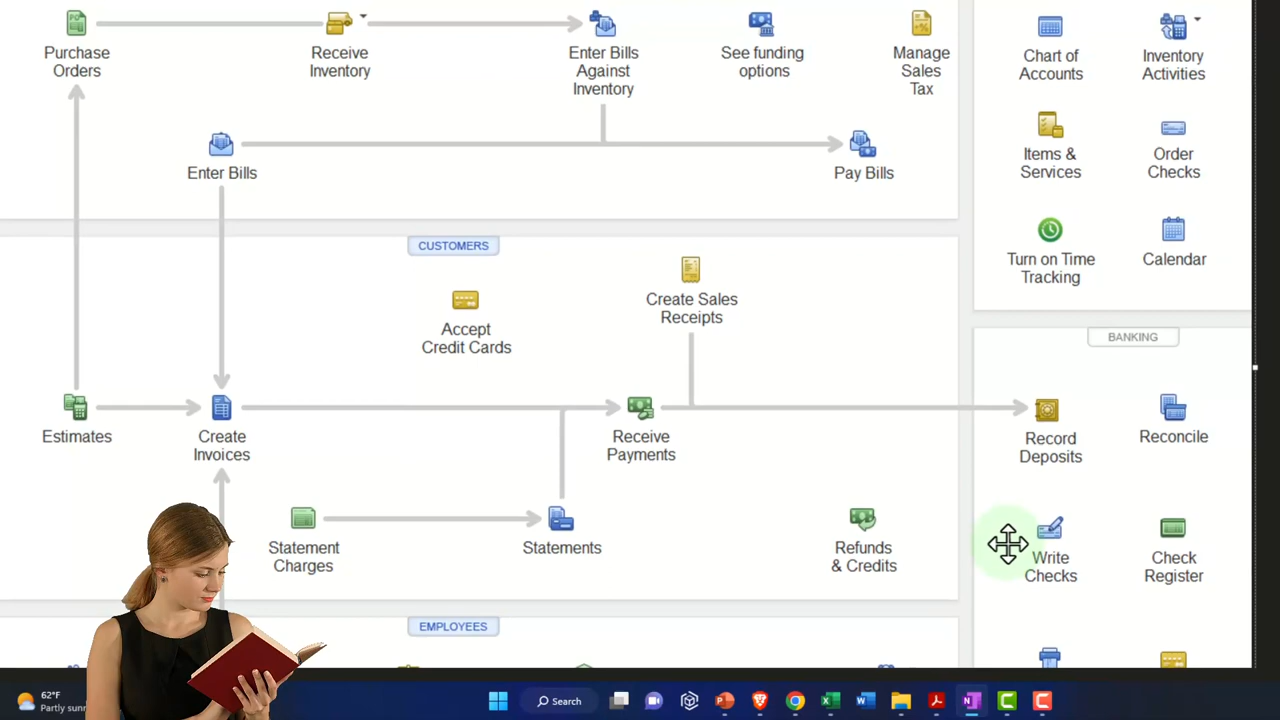 Purchase
Orders
Receive
Inventory
Enter Bills
Against
Inventory
See funding
options
Manage
Sales
Tax
Enter Bills
Pay Bills
CUSTOMERS
Accept
Credit Cards
Create Sales
Receipts
Estimates
Create
Invoices
Receive
Payments
Statement
Charges
Statements
Refunds
& Credits
EMPLOYEES
Chart of
Accounts
Inventory
Activities
Items &
Services
Order
Checks
Turn on Time
Tracking
Calendar
BANKING
Record
Deposits
Reconcile
Write
Checks
Check
Register
62°F
Partly sunn
Search